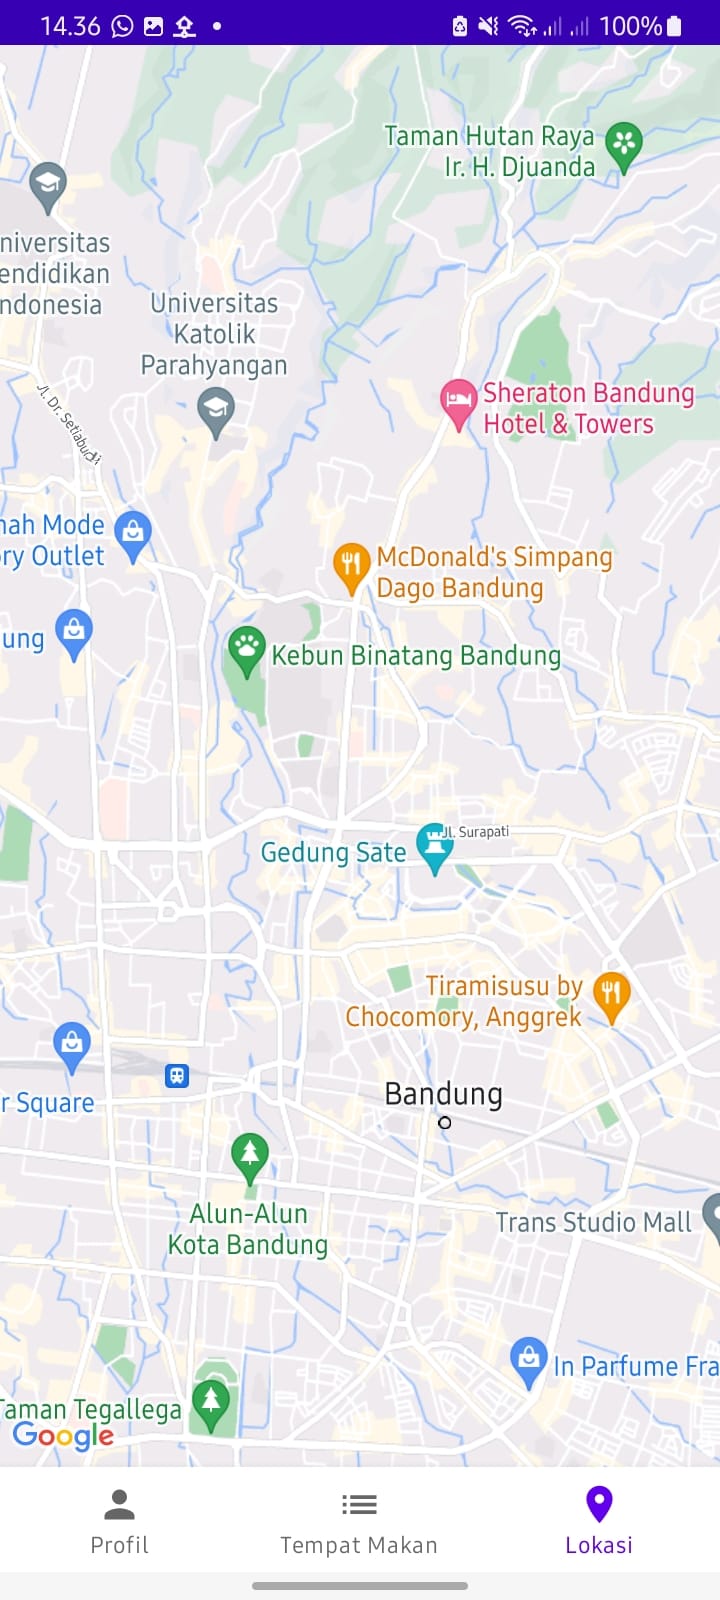 14.36
100%
Taman Hutan Raya
Ir. H. Djuanda
niversitas
endidikan
ndonesia
Universitas
Katolik
Parahyangan
Jl. Dr. Setiabudi
Sheraton Bandung
Hotel & Towers
nah Mode
ry Outlet
McDonald's Simpang
Dago Bandung
ung
Kebun Binatang Bandung
Jl. Surapati
Gedung Sate
Tiramisusu by
Chocomory, Anggrek
Bandung
r Square
Alun-Alun
Kota Bandung
Trans Studio Mall
In Parfume Fra
Taman Tegallega
Google
Profil
Tempat Makan
Lokasi